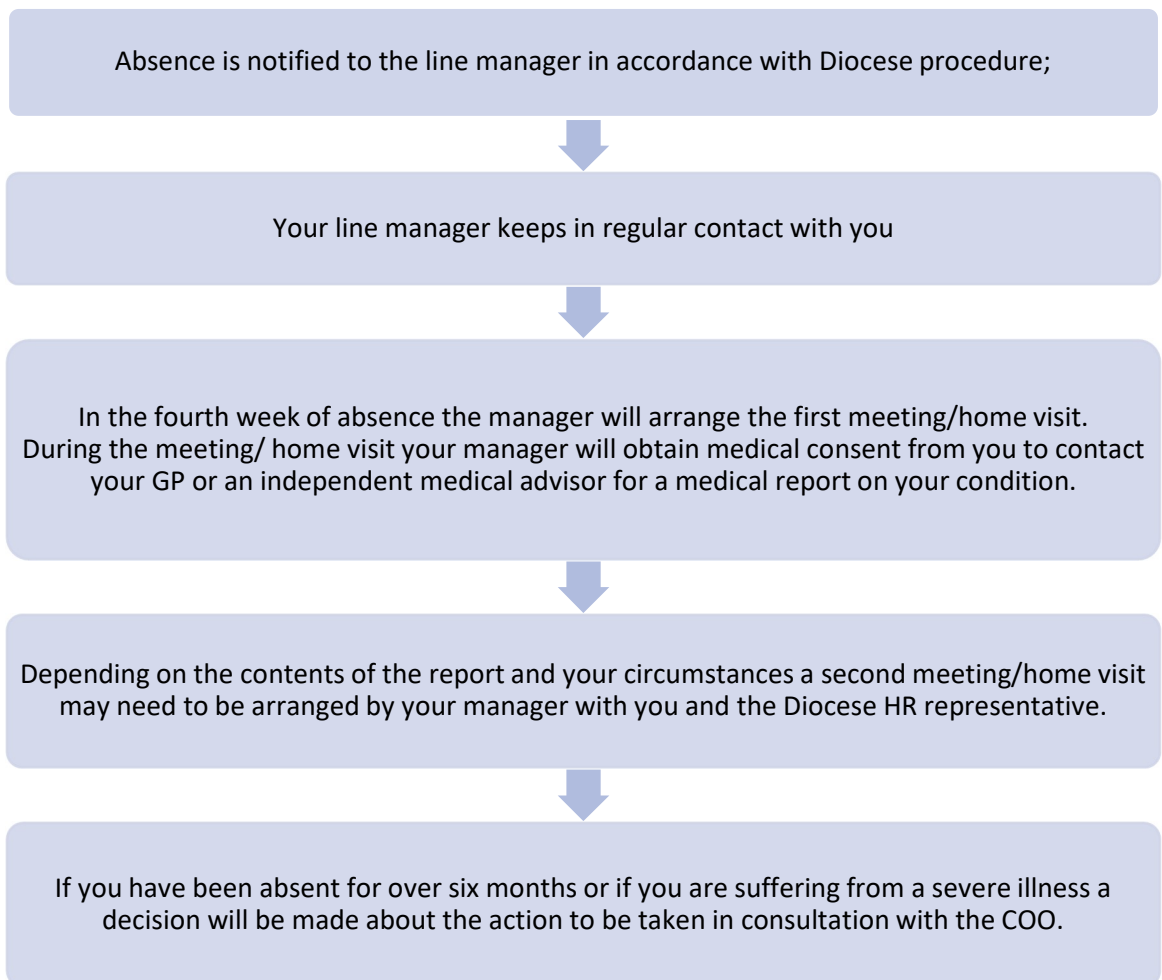 Absence is notified to the line manager in accordance with Diocese procedure;
Your line manager keeps in regular contact with you
In the fourth week of absence the manager will arrange the first meeting/home visit.
During the meeting/ home visit your manager will obtain medical consent from you to contact
your GP or an independent medical advisor for a medical report on your condition.
Depending on the contents of the report and your circumstances a second meeting/home visit
may need to be arranged by your manager with you and the Diocese HR representative.
If you have been absent for over six months or if you are suffering from a severe illness a
decision will be made about the action to be taken in consultation with the COO.